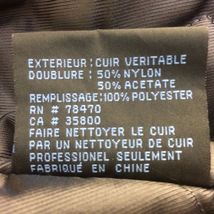 EXTERIEUR: CUIR VERITABLE
DOUBLURE: 50% NYLON
50% ACETATE
REMPLISSAGE: 100% POLYESTER
RN # 78470
CA # 35800
FAIRE NETTOYER LE CUIR
PAR UN NETTOYEUR DE CUIR
PROFESSIONEL SEULEMENT
FABRIQUÉ EN CHINE